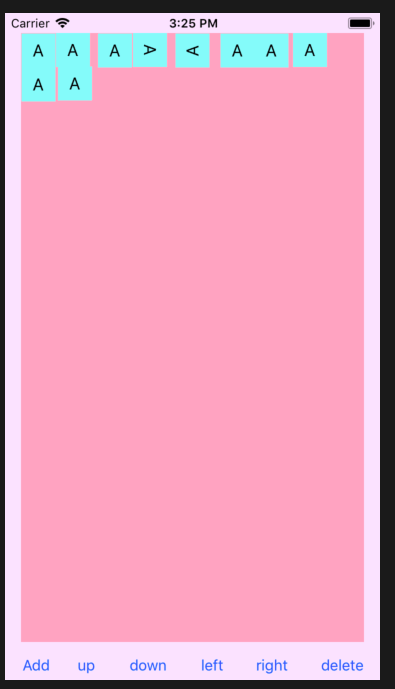 Carrier 3:25 PM
A A A A A A A A
A A
Add up down left right delete